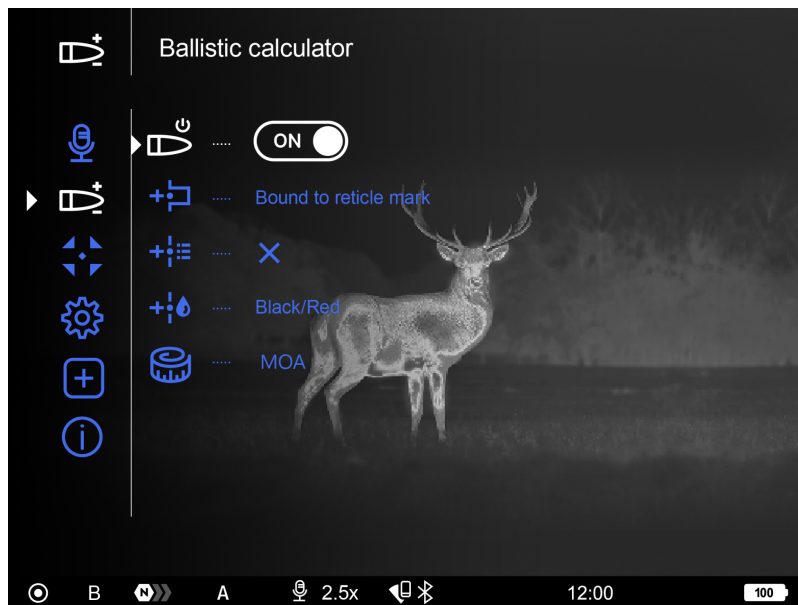 Ballistic calculator
ON
Bound to reticle mark
Black/Red
MOA
B N A 2.5x 12:00 100